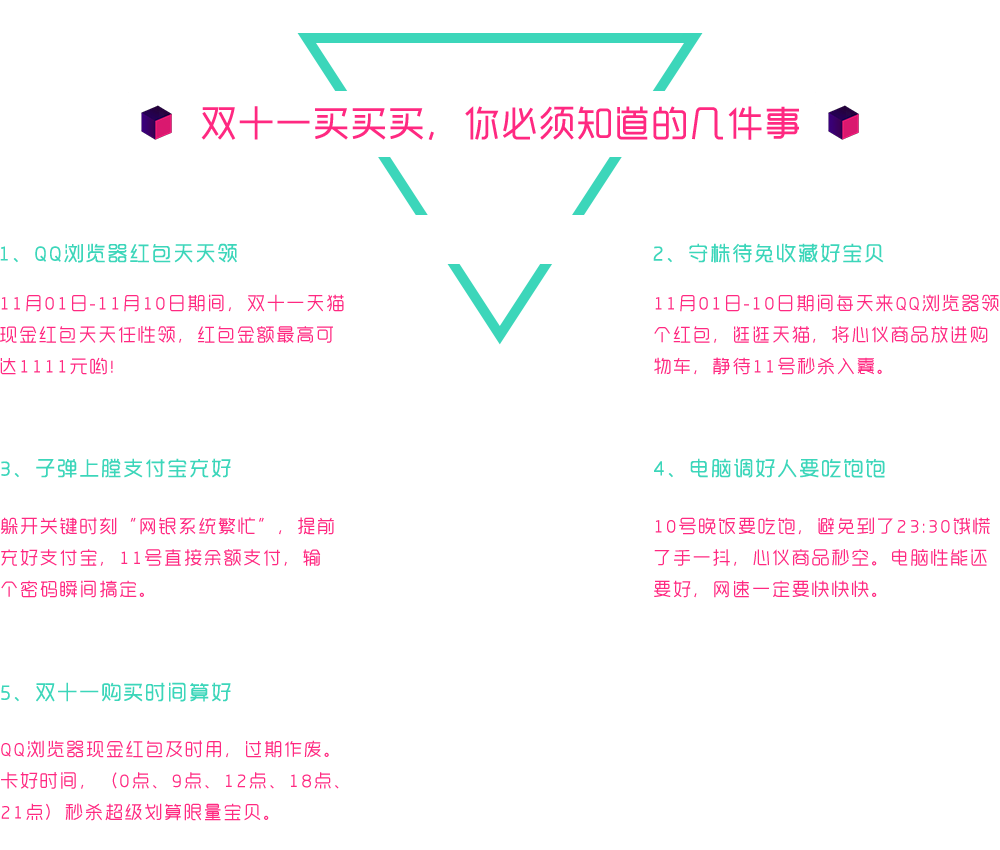 双十一买买买，你必须知道的几件事
1、QQ浏览器红包天天领
11月01日-11月10日期间，双十一天猫
现金红包天天任性领，红包金额最高可
达1111元哟!
2、守株待兔收藏好宝贝
11月01日-10日期间每天来QQ浏览器领
个红包，逛逛天猫，将心仪商品放进购
物车，静待11号秒杀入囊。
3、子弹上膛支付宝充好
躲开关键时刻“网银系统繁忙”，提前
充好支付宝，11号直接余额支付，输
个密码瞬间搞定。
4、电脑调好人要吃饱饱
10号晚饭要吃饱，避免到了23:30饿慌
了手一抖，心仪商品秒空。电脑性能还
要好，网速一定要快快快。
5、双十一购买时间算好
QQ浏览器现金红包及时用，过期作废。
卡好时间，（0点、9点、12点、18点、
21点）秒杀超级划算限量宝贝。